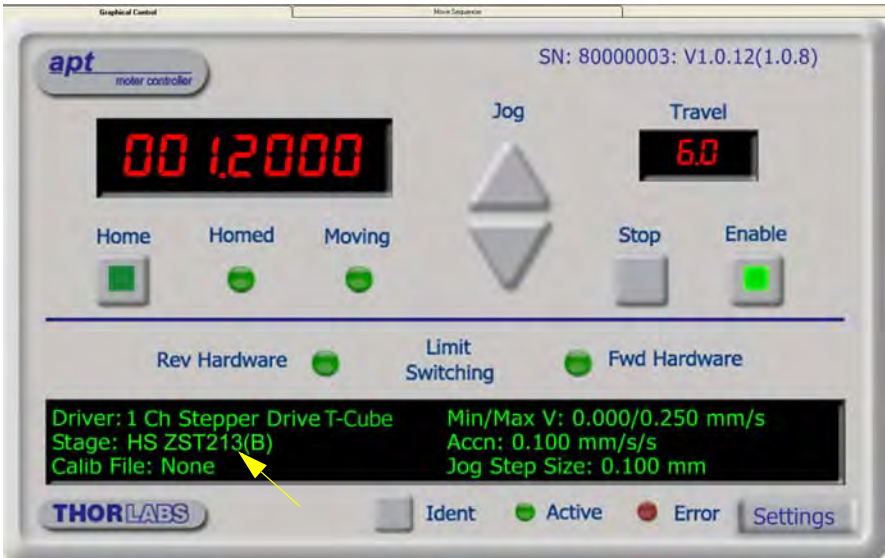 Graphical Control Move Sequencer
apt
motor controller
SN: 80000003: V1.0.12(1.0.8)
Jog
Travel
001.2000
6.0
Home Homed Moving Stop Enable
Rev Hardware Limit Switching Fwd Hardware
Driver: 1 Ch Stepper Drive T-Cube Min/Max V: 0.000/0.250 mm/s
Stage: HS ZST213(B) Accn: 0.100 mm/s/s
Calib File: None Jog Step Size: 0.100 mm
THORLABS Ident Active Error Settings